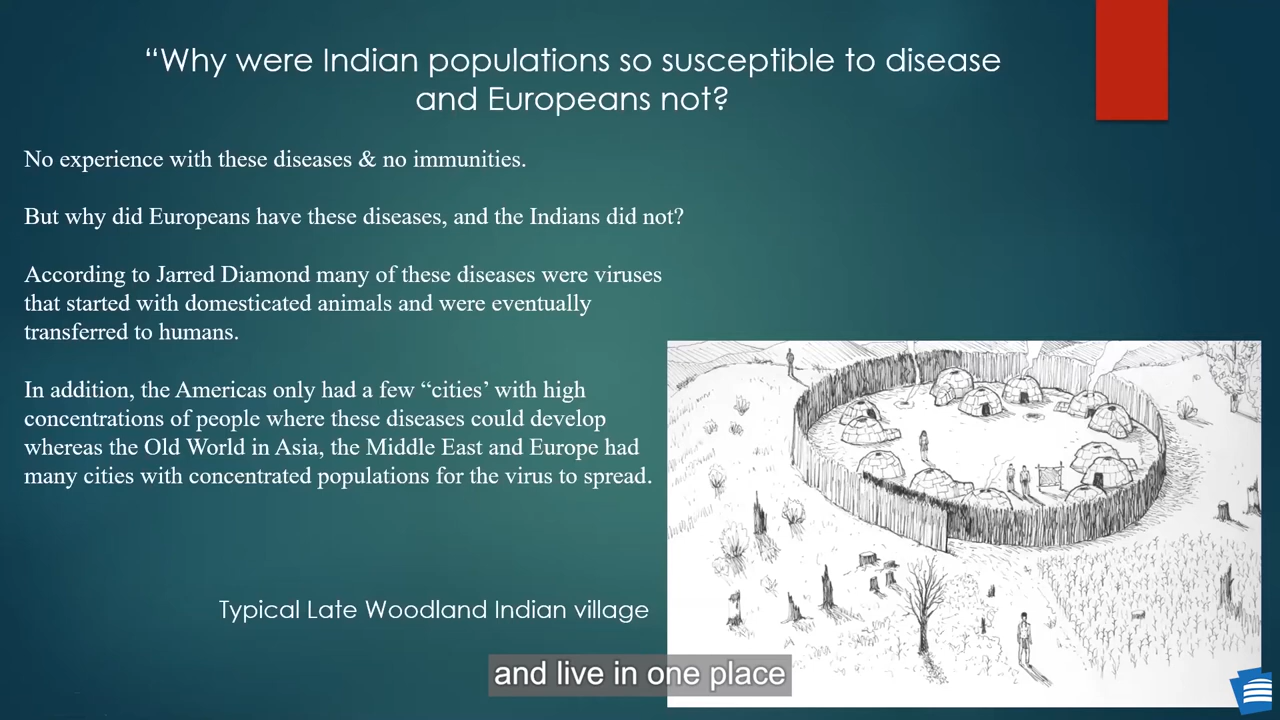 “Why were Indian populations so susceptible to disease
and Europeans not?
No experience with these diseases & no immunities.
But why did Europeans have these diseases, and the Indians did not?
According to Jarred Diamond many of these diseases were viruses
that started with domesticated animals and were eventually
transferred to humans.
In addition, the Americas only had a few “cities’ with high
concentrations of people where these diseases could develop
whereas the Old World in Asia, the Middle East and Europe had
many cities with concentrated populations for the virus to spread.
Typical Late Woodland Indian village
and live in one place